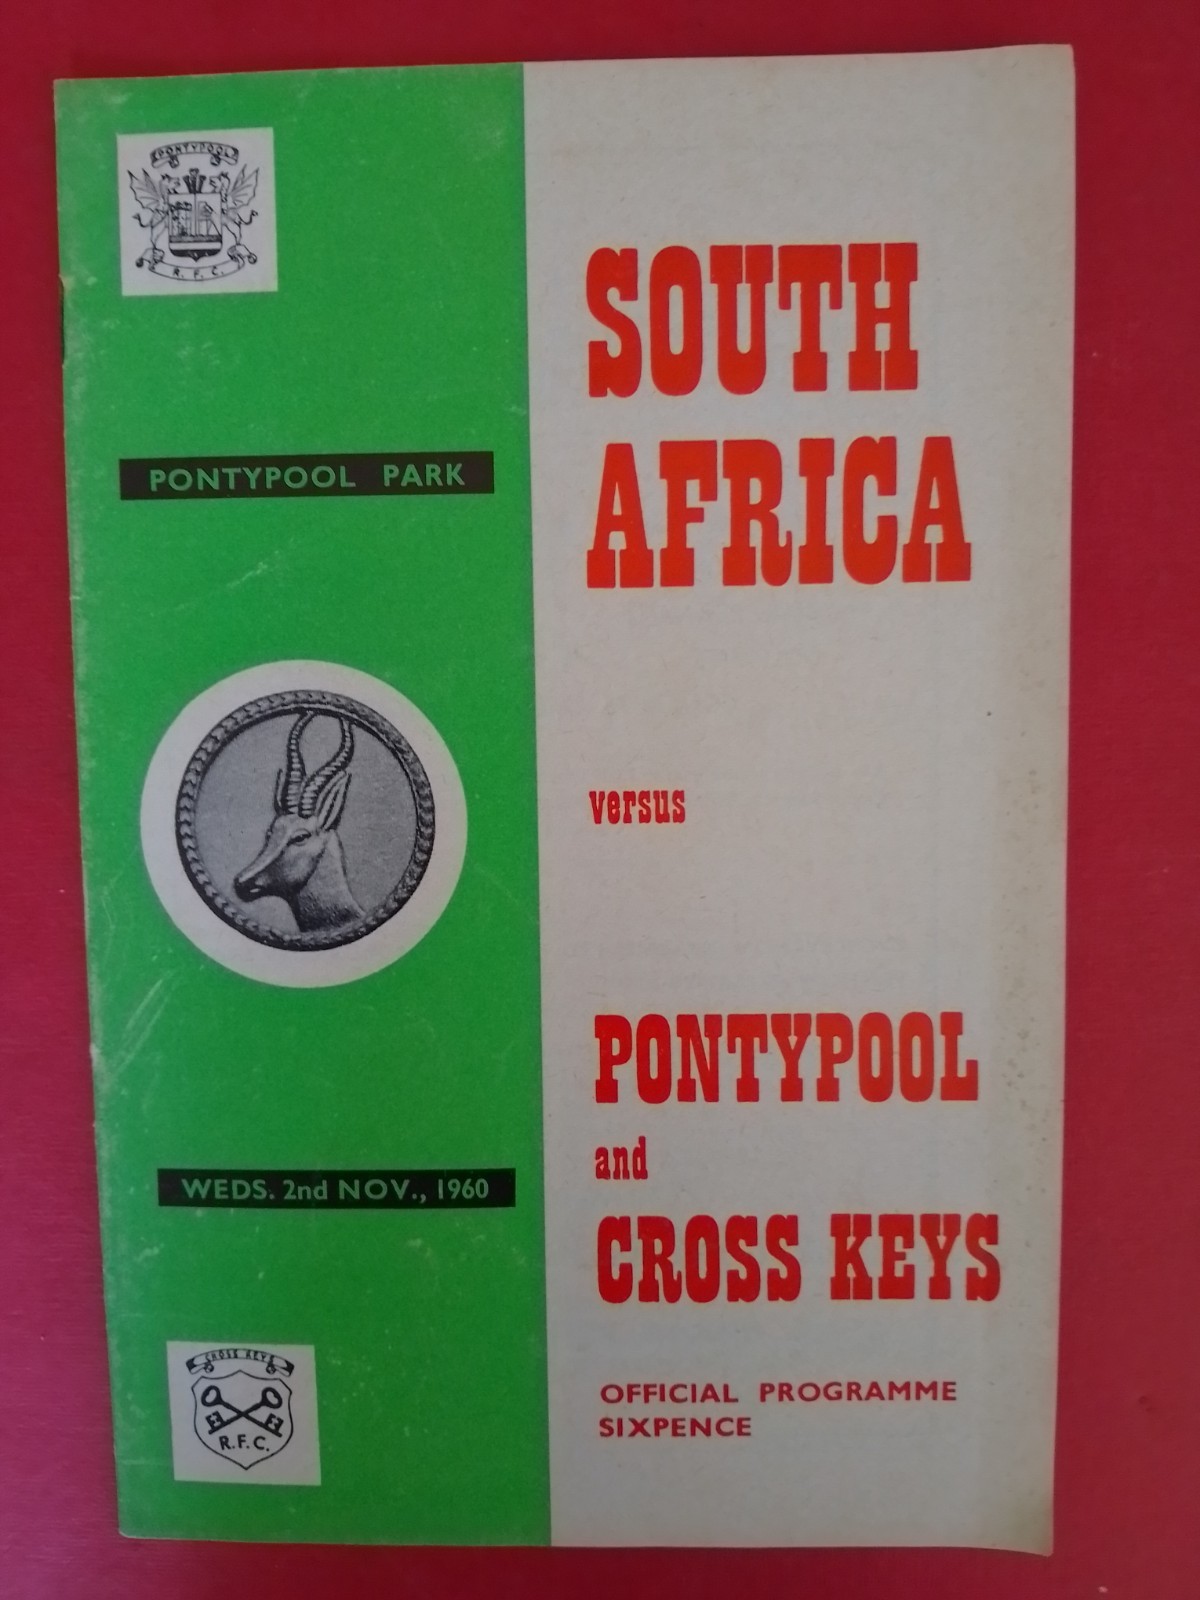 PONTYPOOL
R. F. C.
PONTYPOOL PARK
WEDS. 2nd NOV., 1960
CROSS KEYS
R. F. C.
SOUTH
AFRICA
versus
PONTYPOOL
and
CROSS KEYS
OFFICIAL PROGRAMME
SIXPENCE